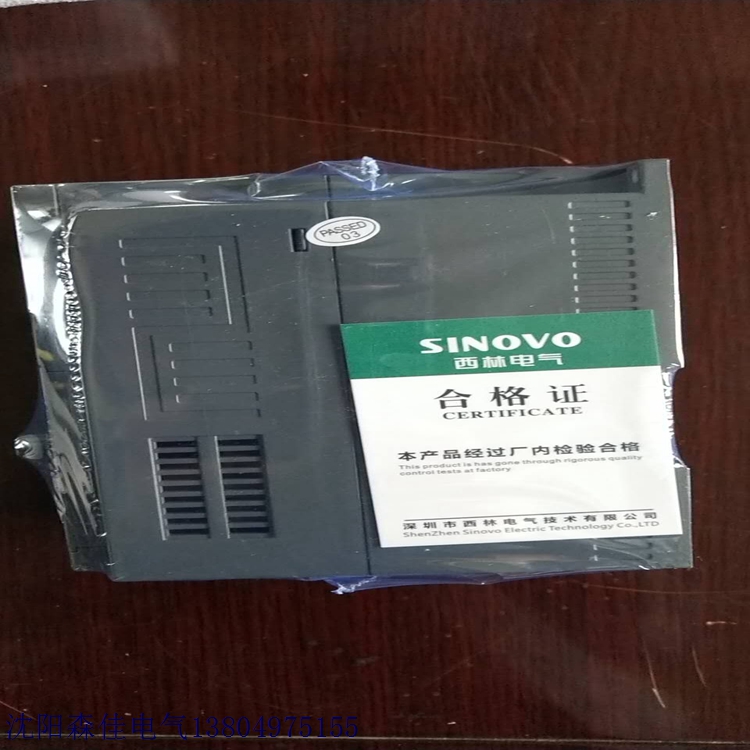 PASSED
03
SINOVO
西林电气
合格证
CERTIFICATE
本产品经过厂内检验合格
This product is has gone through rigorous quality
control tests at factory
深圳市西林电气技术有限公司
ShenZhen Sinovo Electric Technology Co.,LTD
沈阳森佳电气13804975155